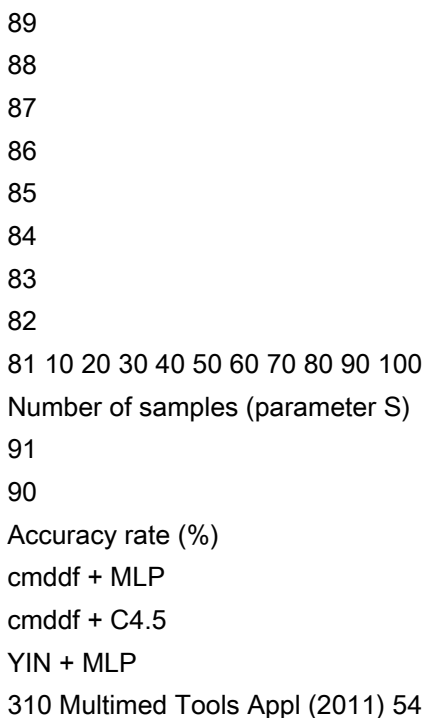 89
88
87
86
85
84
83
82
81 10 20 30 40 50 60 70 80 90 100
Number of samples (parameter S)
91
90
Accuracy rate (%)
cmddf + MLP
cmddf + C4.5
YIN + MLP
310 Multimed Tools Appl (2011) 54